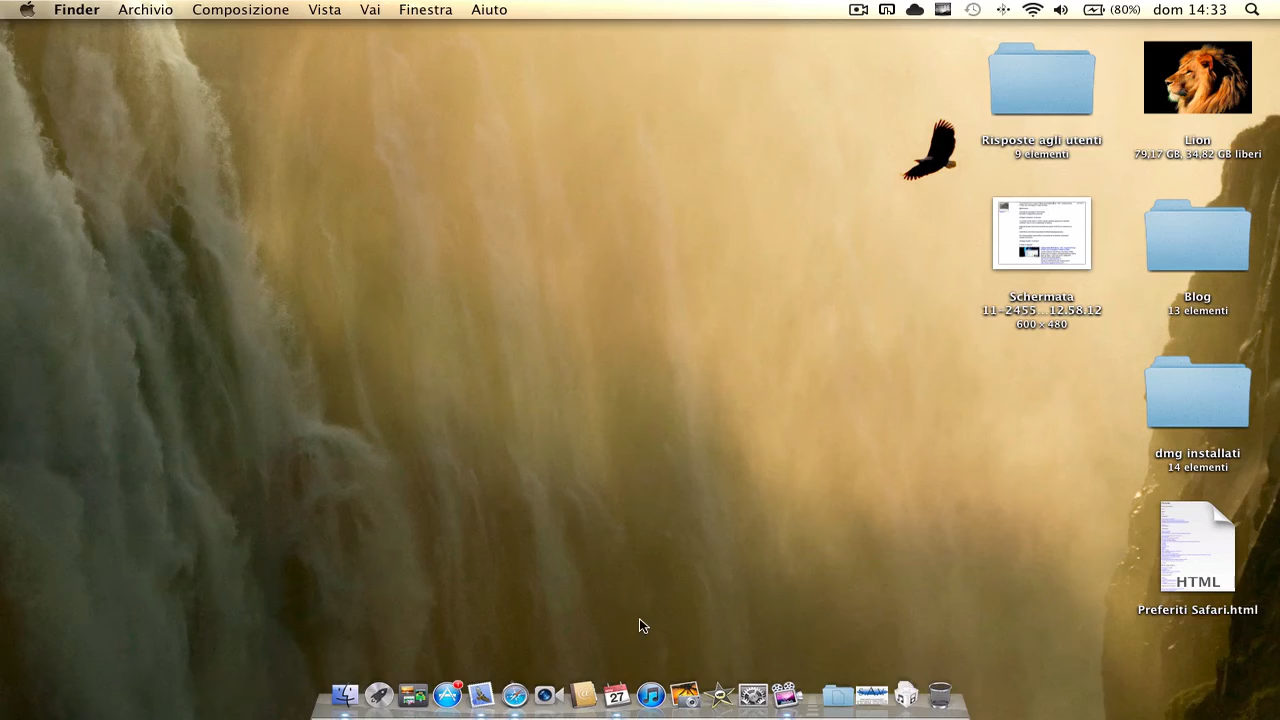 Finder Archivio Composizione Vista Vai Finestra Aiuto (80%) dom 14:33
Risposte agli utenti
9 elementi
Lion
79,17 GB, 34,82 GB liberi
Schermata
11-2455...12.58.12
600 × 480
Blog
13 elementi
dmg installati
14 elementi
HTML
Preferiti Safari.html
27